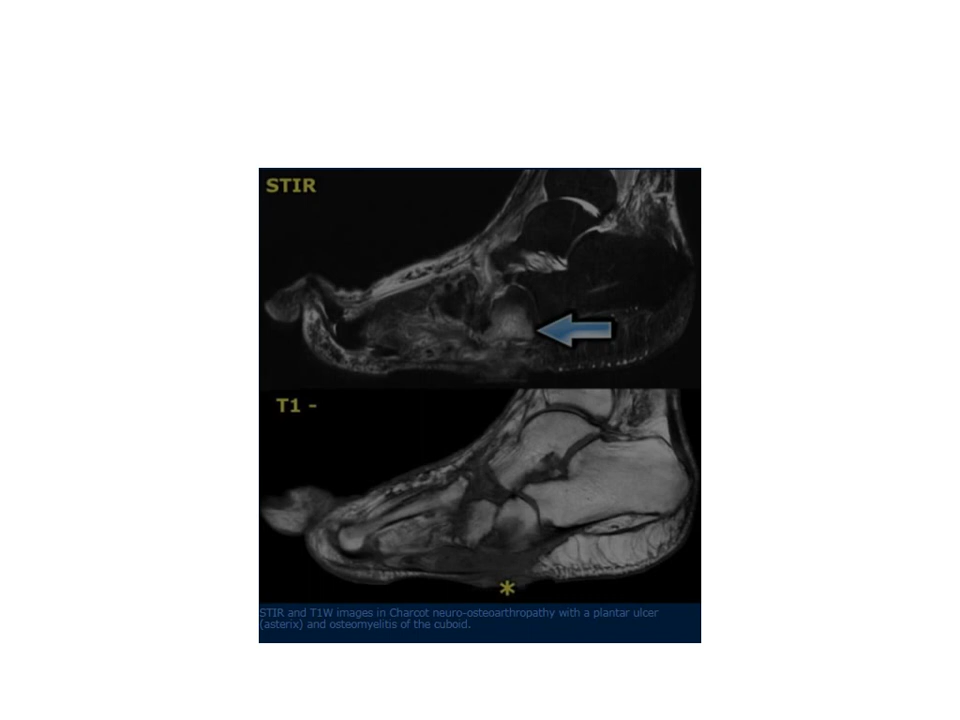 STIR
T1 -
*
STIR and T1W images in Charcot neuro-osteoarthropathy with a plantar ulcer
(asterix) and osteomyelitis of the cuboid.